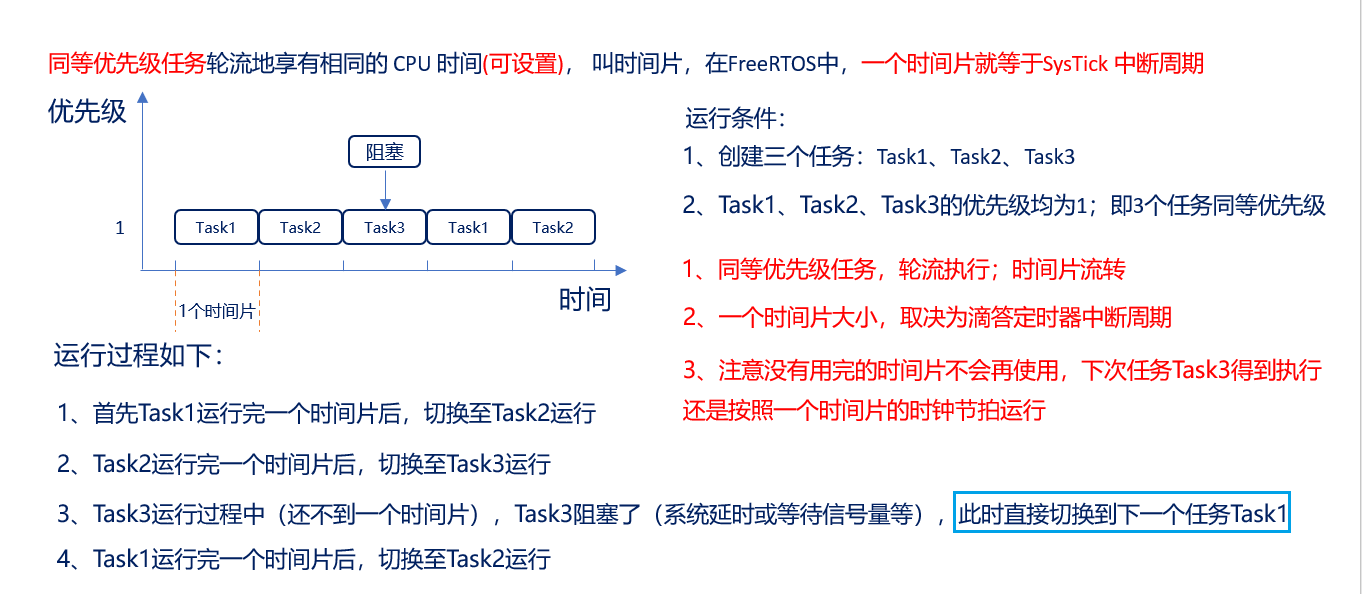 同等优先级任务轮流地享有相同的 CPU 时间(可设置)， 叫时间片，在FreeRTOS中，一个时间片就等于SysTick 中断周期
优先级
阻塞
1
Task1
Task2
Task3
Task1
Task2
1个时间片
时间
运行条件：
1、创建三个任务：Task1、Task2、Task3
2、Task1、Task2、Task3的优先级均为1；即3个任务同等优先级
1、同等优先级任务，轮流执行；时间片流转
2、一个时间片大小，取决为滴答定时器中断周期
3、注意没有用完的时间片不会再使用，下次任务Task3得到执行
还是按照一个时间片的时钟节拍运行
运行过程如下：
1、首先Task1运行完一个时间片后，切换至Task2运行
2、Task2运行完一个时间片后，切换至Task3运行
3、Task3运行过程中（还不到一个时间片），Task3阻塞了（系统延时或等待信号量等），此时直接切换到下一个任务Task1
4、Task1运行完一个时间片后，切换至Task2运行